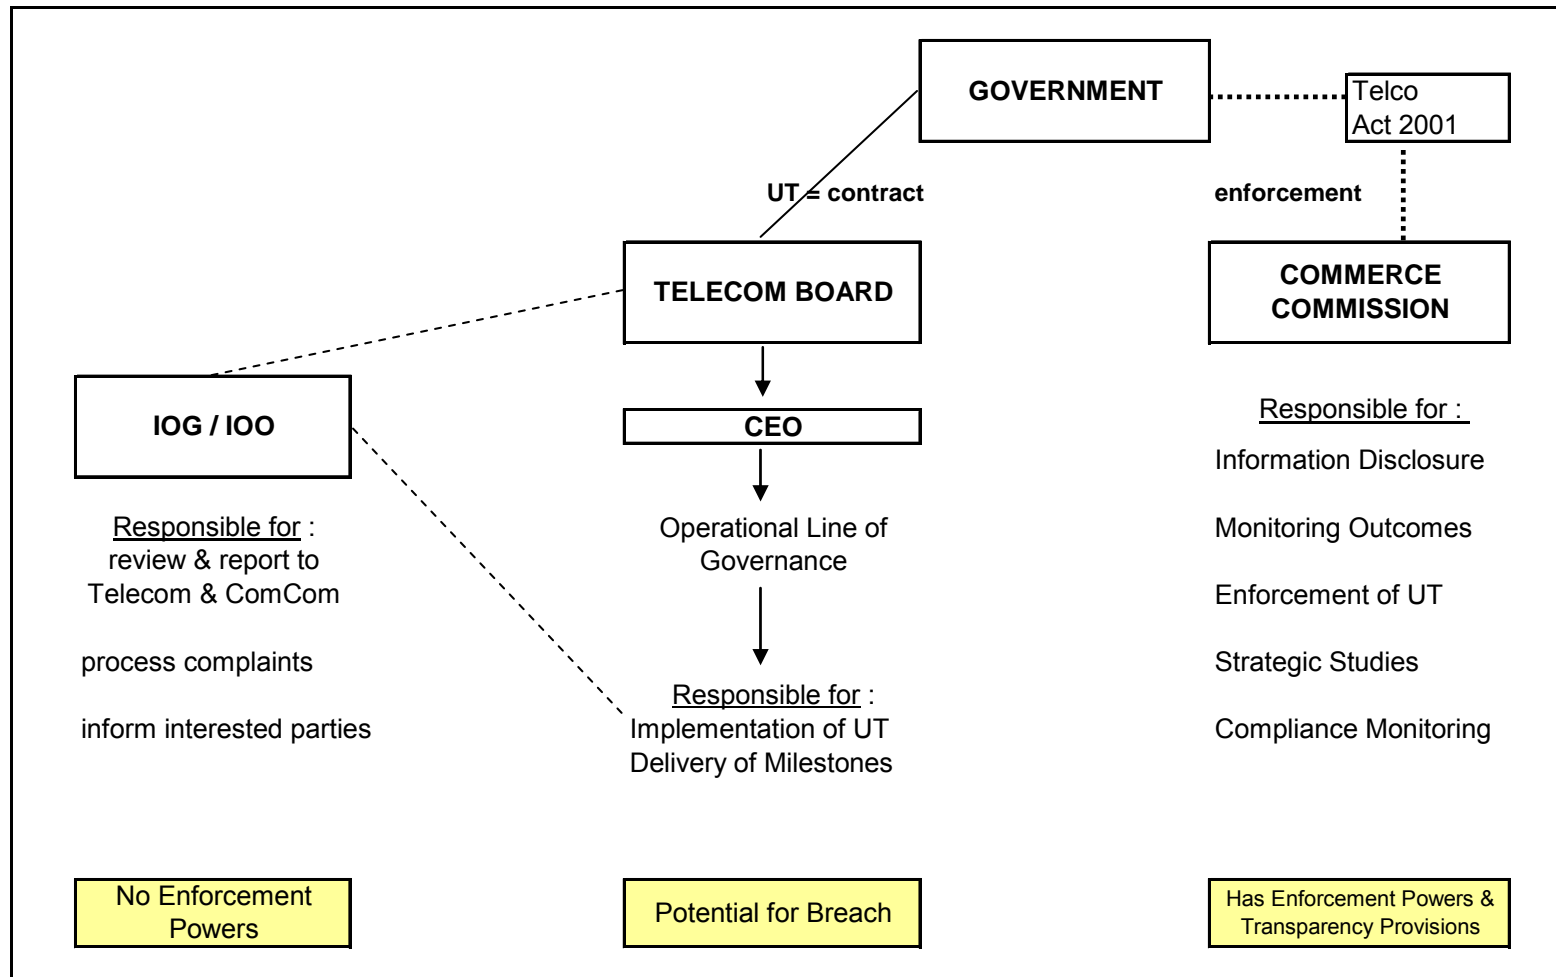 GOVERNMENT
Telco
Act 2001
UT = contract
enforcement
TELECOM BOARD
COMMERCE
COMMISSION
IOG / IOO
CEO
Responsible for :
review & report to
Telecom & ComCom
process complaints
inform interested parties
Operational Line of
Governance
Responsible for :
Implementation of UT
Delivery of Milestones
Responsible for :
Information Disclosure
Monitoring Outcomes
Enforcement of UT
Strategic Studies
Compliance Monitoring
No Enforcement
Powers
Potential for Breach
Has Enforcement Powers &
Transparency Provisions